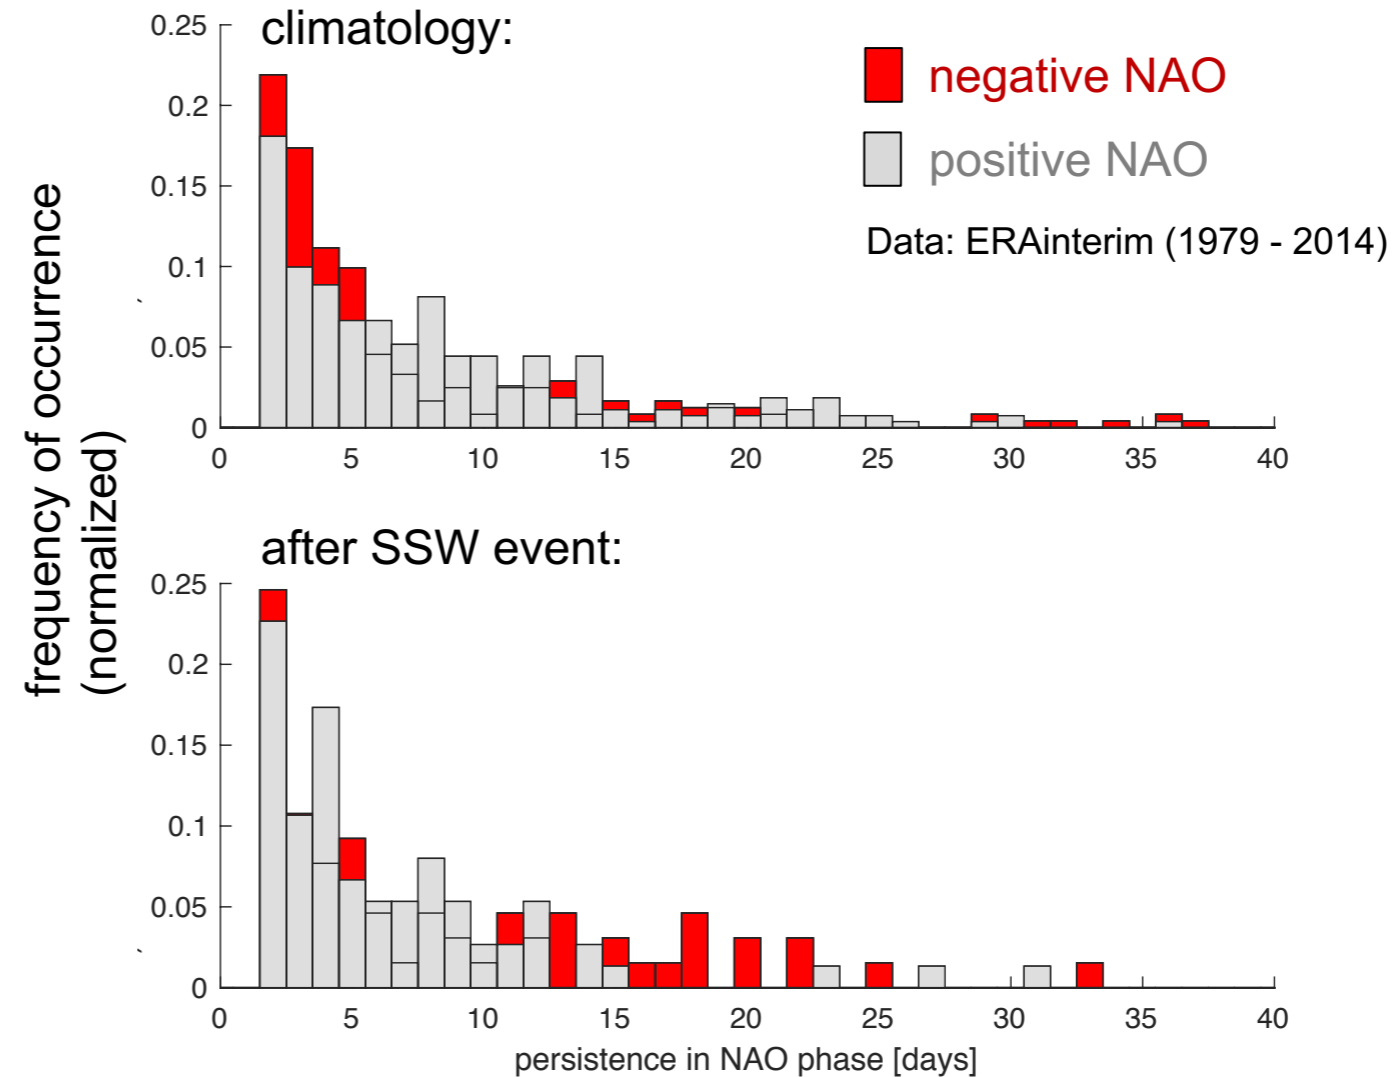 climatology:
negative NAO
positive NAO
Data: ERAinterim (1979 - 2014)
frequency of occurrence
(normalized)
0.25
0.2
0.15
0.1
0.05
0
0 5 10 15 20 25 30 35 40
after SSW event:
0.25
0.2
0.15
0.1
0.05
0
0 5 10 15 20 25 30 35 40
persistence in NAO phase [days]